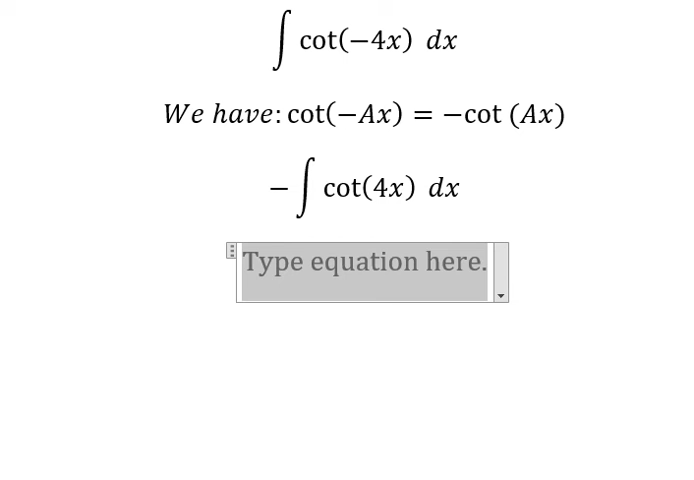 ∫ cot(−4x) dx
We have: cot(−Ax) = −cot (Ax)
− ∫ cot(4x) dx
Type equation here.